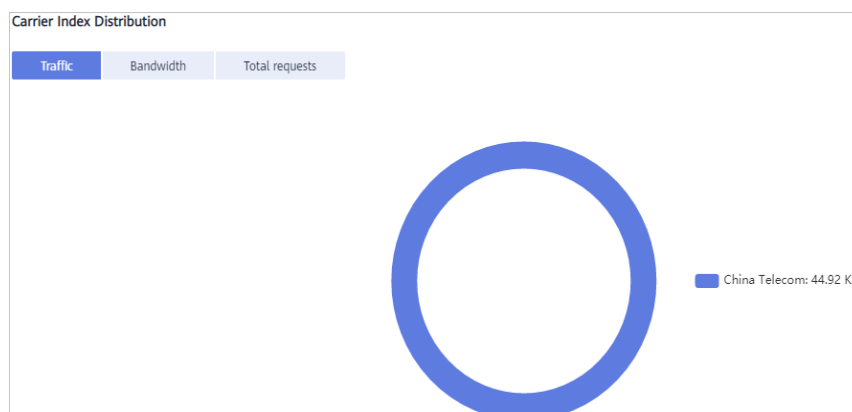 Carrier Index Distribution
Traffic Bandwidth Total requests
China Telecom: 44.92 K